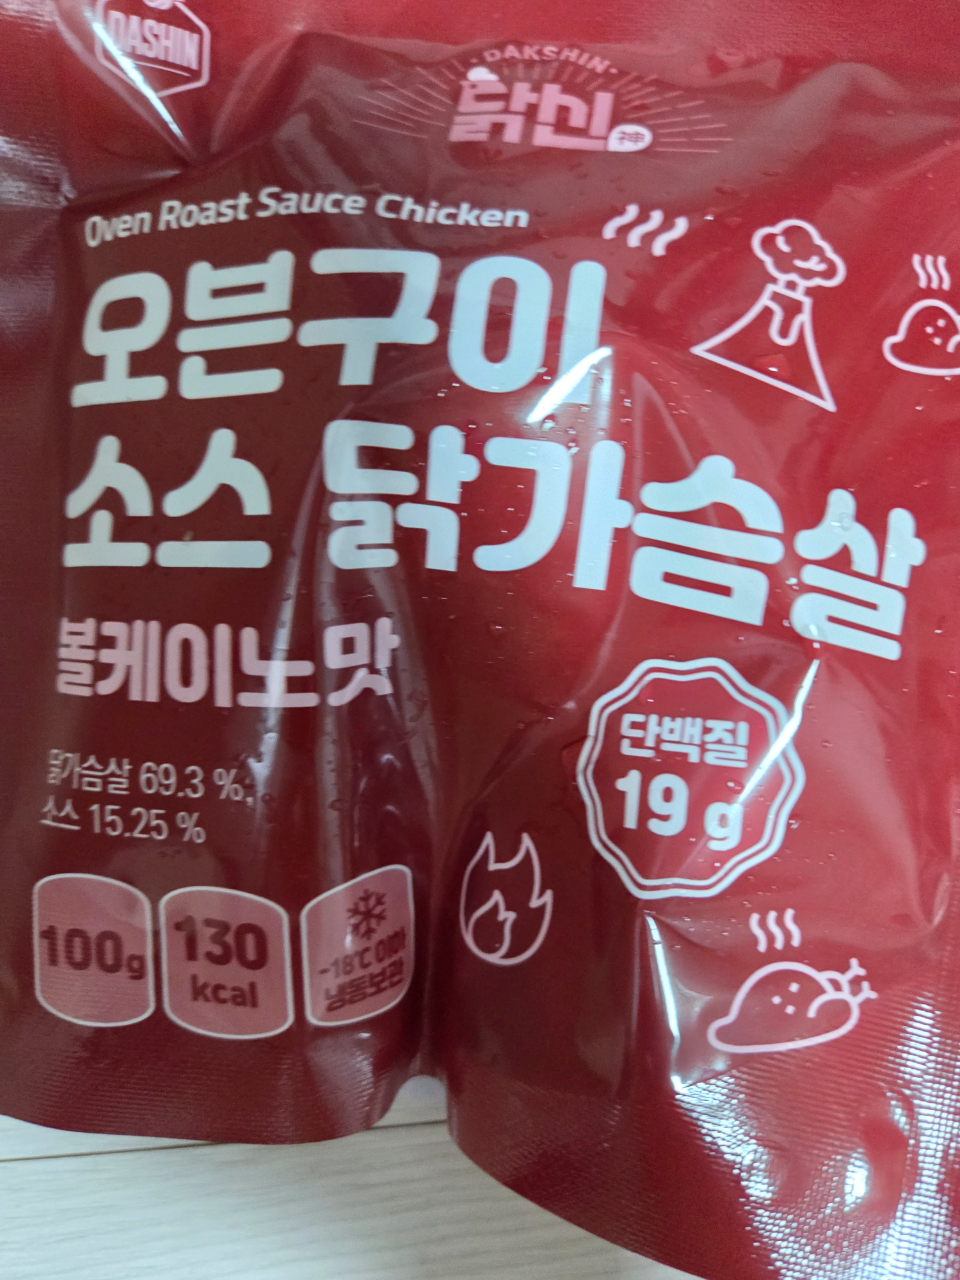 DASHIN
DAKSHIN
닭신
神
Oven Roast Sauce Chicken
오븐구이
소스 닭가슴살
볼케이노맛
단백질
19 g
닭가슴살 69.3 %,
소스 15.25 %
100g
130
kcal
-18℃ 이하
냉동보관